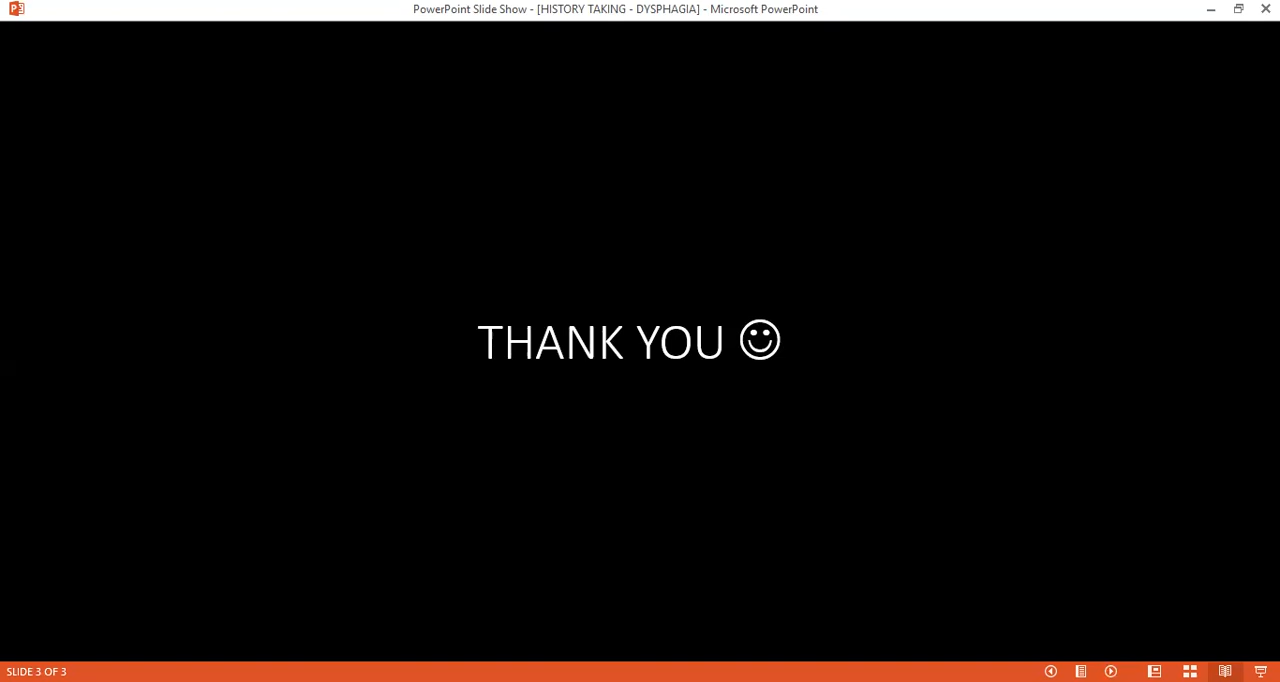 PowerPoint Slide Show - [HISTORY TAKING - DYSPHAGIA] - Microsoft PowerPoint
THANK YOU ☺
SLIDE 3 OF 3